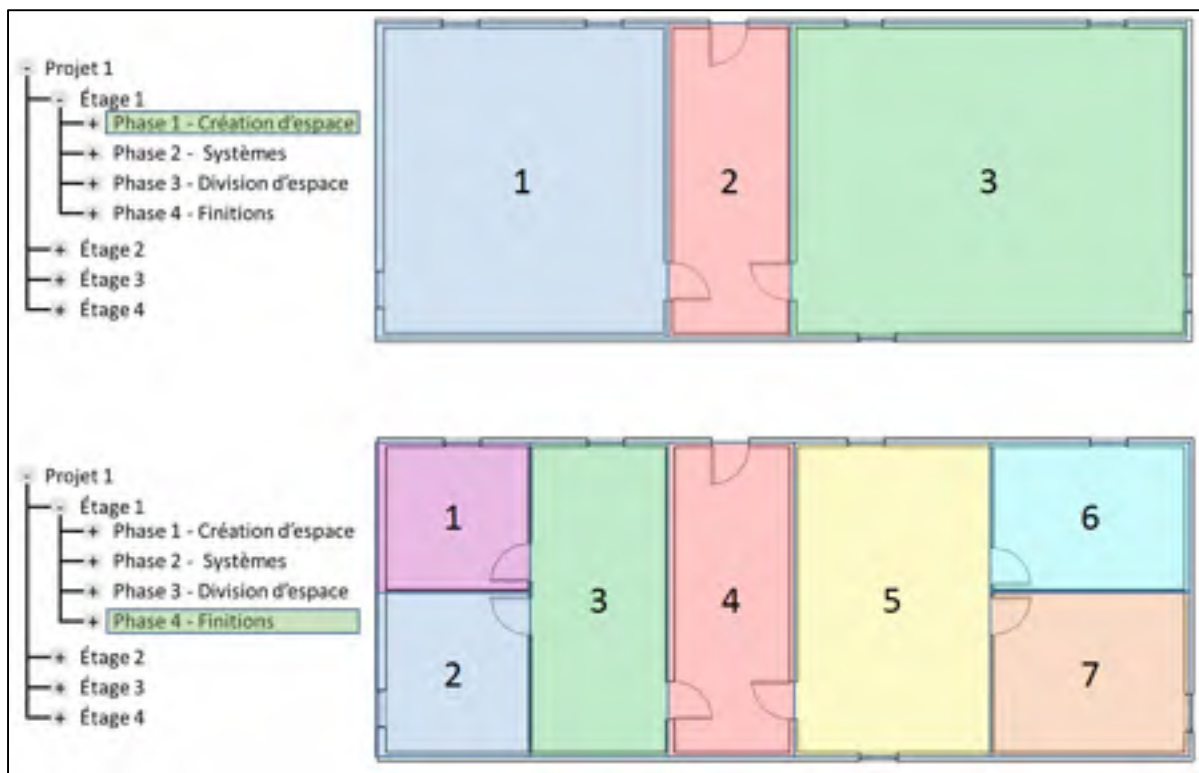 - Projet 1
- Étage 1
+ Phase 1 - Création d'espace
+ Phase 2 - Systèmes
+ Phase 3 - Division d'espace
+ Phase 4 - Finitions
+ Étage 2
+ Étage 3
+ Étage 4
1
2
3
- Projet 1
- Étage 1
+ Phase 1 - Création d'espace
+ Phase 2 - Systèmes
+ Phase 3 - Division d'espace
+ Phase 4 - Finitions
+ Étage 2
+ Étage 3
+ Étage 4
1
2
3
4
5
6
7